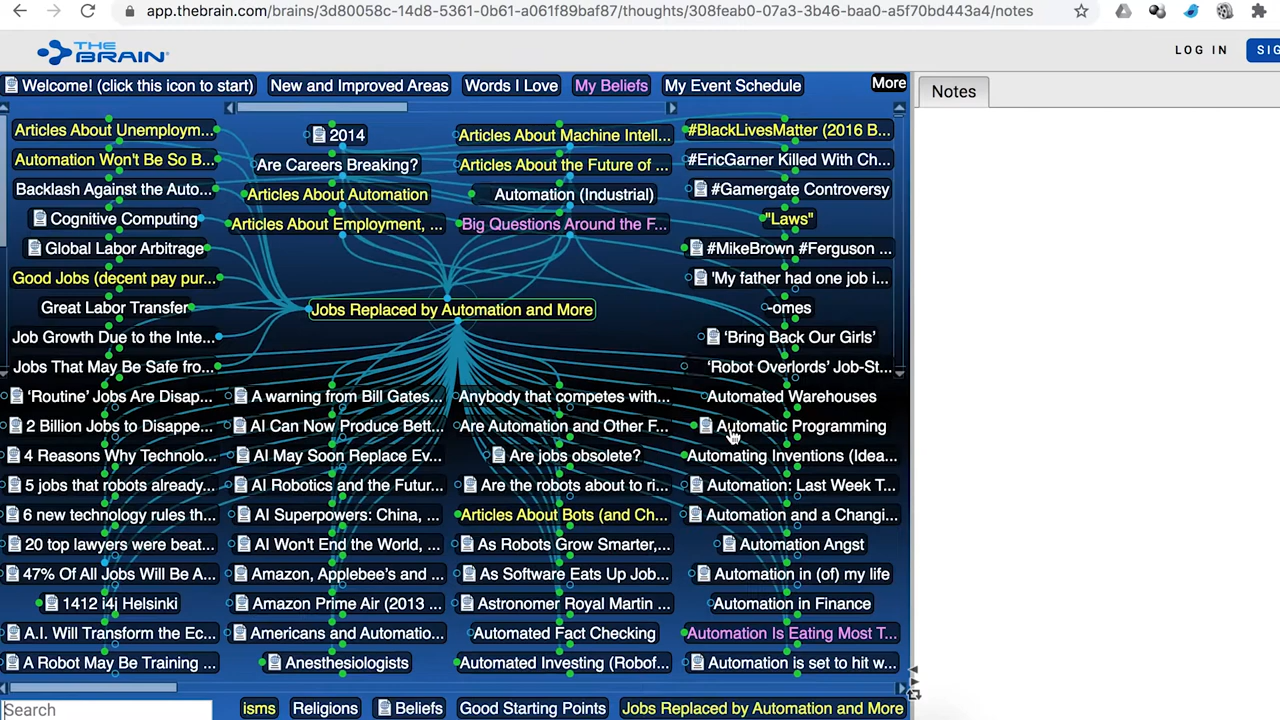 app.thebrain.com/brains/3d80058c-14d8-5361-0b61-a061f89baf87/thoughts/308feab0-07a3-3b46-baa0-a5f70bd443a4/notes
THE BRAIN
LOG IN
SIG
Welcome! (click this icon to start)
New and Improved Areas
Words I Love
My Beliefs
My Event Schedule
More
Notes
Articles About Unemploym...
Automation Won't Be So B...
Backlash Against the Auto...
Cognitive Computing
Global Labor Arbitrage
Good Jobs (decent pay pur...
Great Labor Transfer
Job Growth Due to the Inte...
Jobs That May Be Safe fro...
2014
Are Careers Breaking?
Articles About Automation
Articles About Employment, ...
Articles About Machine Intell...
Articles About the Future of ...
Automation (Industrial)
Big Questions Around the F...
#BlackLivesMatter (2016 B...
#EricGarner Killed With Ch...
#Gamergate Controversy
"Laws"
#MikeBrown #Ferguson ...
'My father had one job i...
-omes
‘Bring Back Our Girls’
‘Robot Overlords’ Job-St...
Jobs Replaced by Automation and More
‘Routine’ Jobs Are Disap...
2 Billion Jobs to Disappe...
4 Reasons Why Technolo...
5 jobs that robots already...
6 new technology rules th...
20 top lawyers were beat...
47% Of All Jobs Will Be A...
1412 i4j Helsinki
A.I. Will Transform the Ec...
A Robot May Be Training ...
A warning from Bill Gates...
AI Can Now Produce Bett...
AI May Soon Replace Ev...
AI Robotics and the Futur...
AI Superpowers: China, ...
AI Won't End the World, ...
Amazon, Applebee’s and ...
Amazon Prime Air (2013 ...
Americans and Automatio...
Anesthesiologists
Anybody that competes with...
Are Automation and Other F...
Are jobs obsolete?
Are the robots about to ri...
Articles About Bots (and Ch...
As Robots Grow Smarter,...
As Software Eats Up Job...
Astronomer Royal Martin ...
Automated Fact Checking
Automated Investing (Robof...
Automated Warehouses
Automatic Programming
Automating Inventions (Idea...
Automation: Last Week T...
Automation and a Changi...
Automation Angst
Automation in (of) my life
Automation in Finance
Automation Is Eating Most T...
Automation is set to hit w...
Search
isms
Religions
Beliefs
Good Starting Points
Jobs Replaced by Automation and More